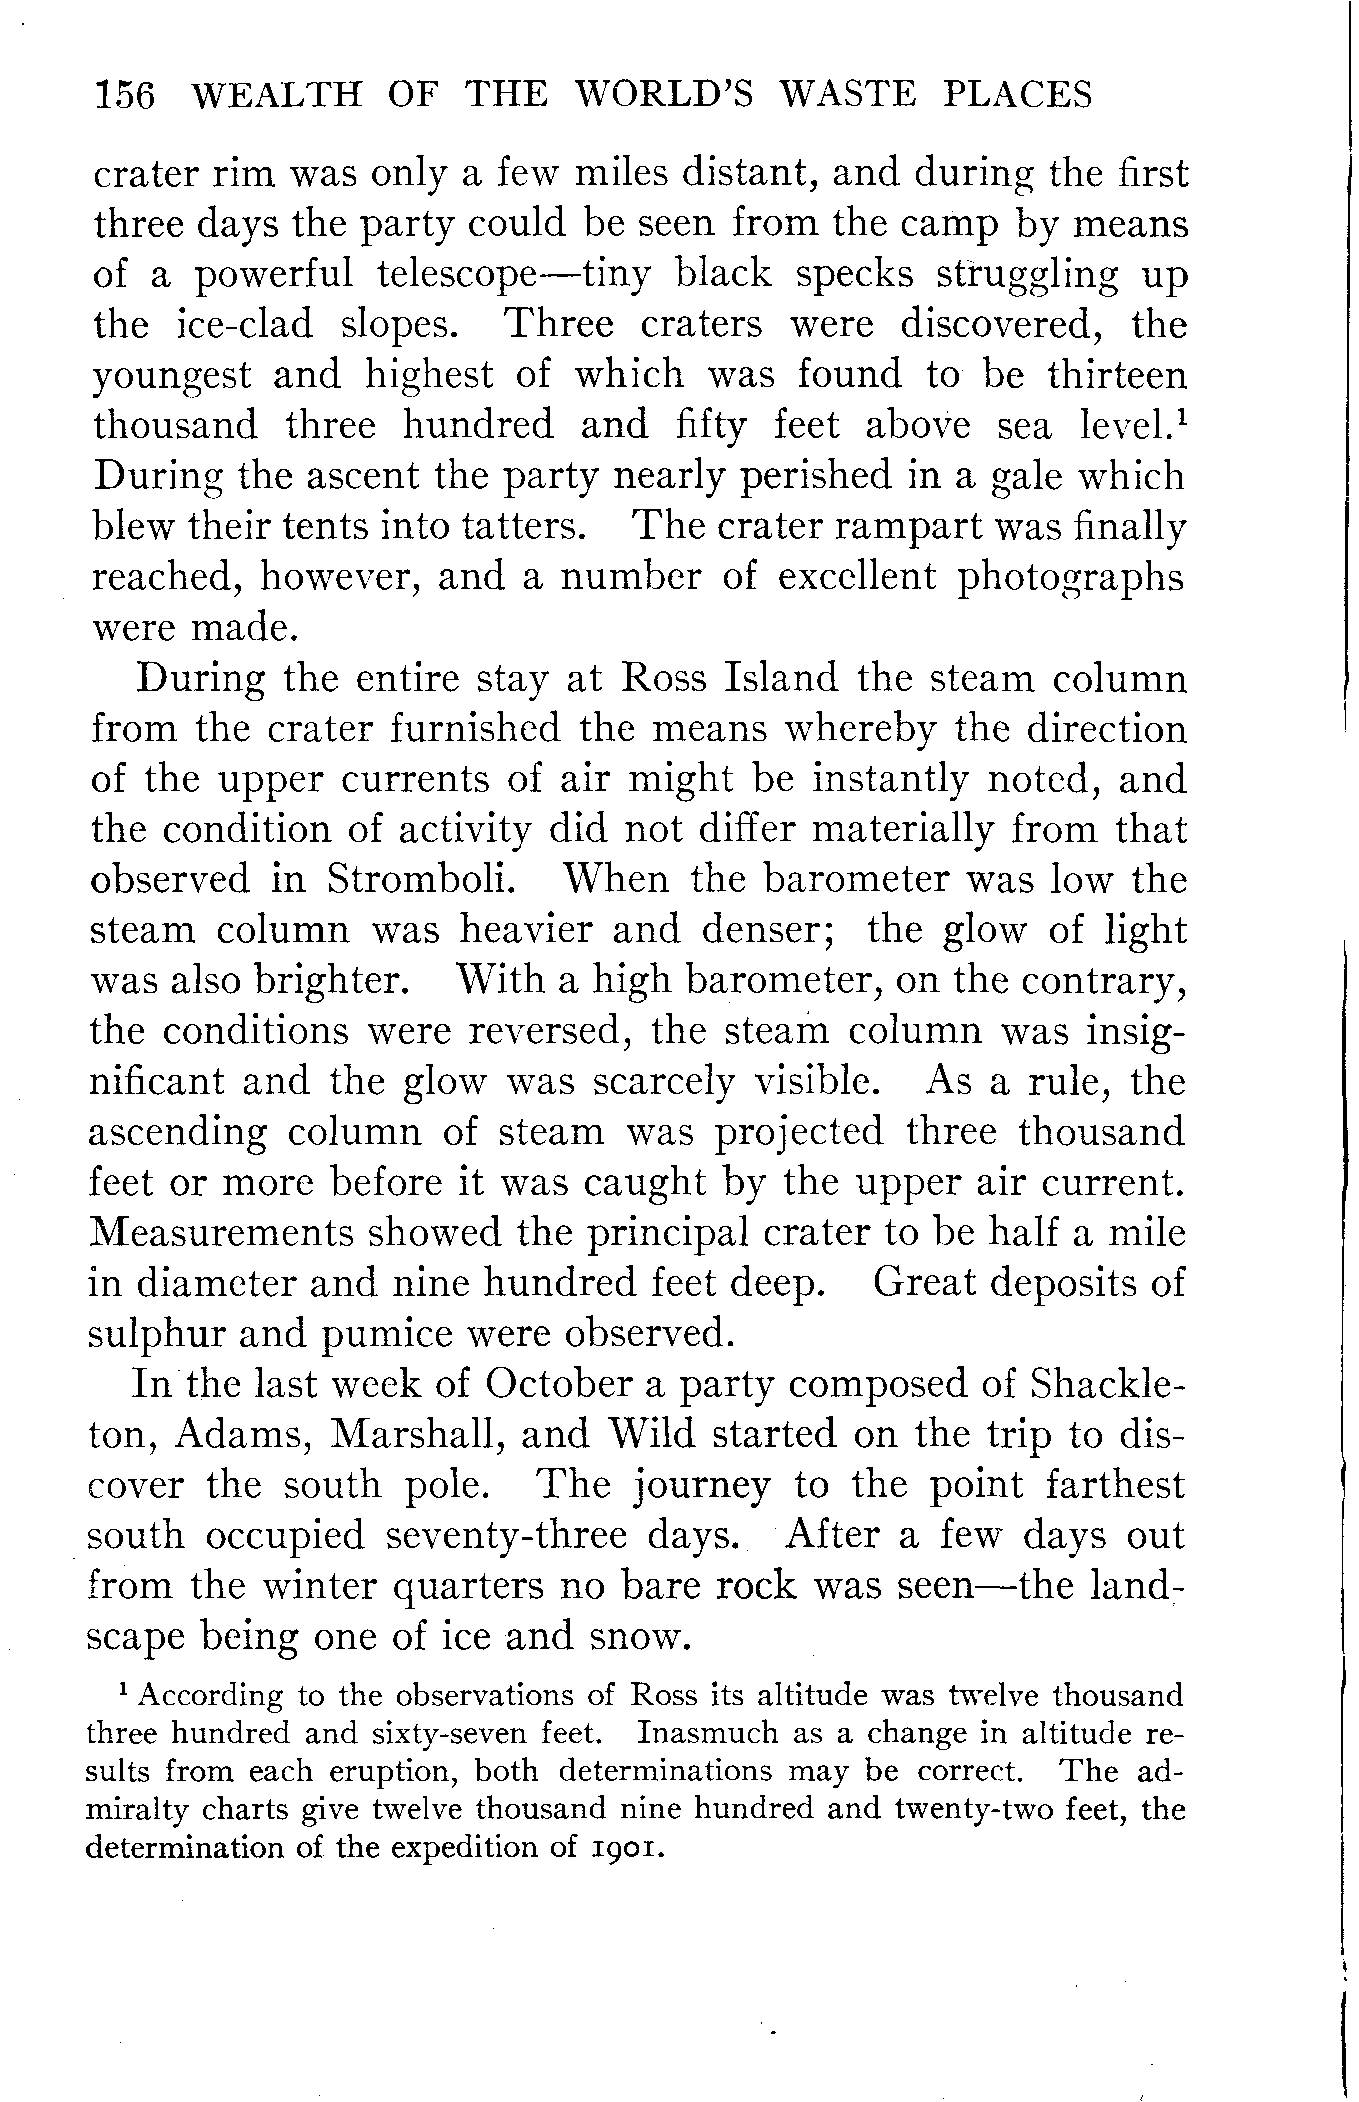 156 WEALTH OF THE WORLD'S WASTE PLACES
crater rim was only a few miles distant, and during the first
three days the party could be seen from the camp by means
of a powerful telescope—tiny black specks struggling up
the ice-clad slopes. Three craters were discovered, the
youngest and highest of which was found to be thirteen
thousand three hundred and fifty feet above sea level.¹
During the ascent the party nearly perished in a gale which
blew their tents into tatters. The crater rampart was finally
reached, however, and a number of excellent photographs
were made.
During the entire stay at Ross Island the steam column
from the crater furnished the means whereby the direction
of the upper currents of air might be instantly noted, and
the condition of activity did not differ materially from that
observed in Stromboli. When the barometer was low the
steam column was heavier and denser; the glow of light
was also brighter. With a high barometer, on the contrary,
the conditions were reversed, the steam column was insig-
nificant and the glow was scarcely visible. As a rule, the
ascending column of steam was projected three thousand
feet or more before it was caught by the upper air current.
Measurements showed the principal crater to be half a mile
in diameter and nine hundred feet deep. Great deposits of
sulphur and pumice were observed.
In the last week of October a party composed of Shackle-
ton, Adams, Marshall, and Wild started on the trip to dis-
cover the south pole. The journey to the point farthest
south occupied seventy-three days. After a few days out
from the winter quarters no bare rock was seen—the land-
scape being one of ice and snow.
¹ According to the observations of Ross its altitude was twelve thousand
three hundred and sixty-seven feet. Inasmuch as a change in altitude re-
sults from each eruption, both determinations may be correct. The ad-
miralty charts give twelve thousand nine hundred and twenty-two feet, the
determination of the expedition of 1901.